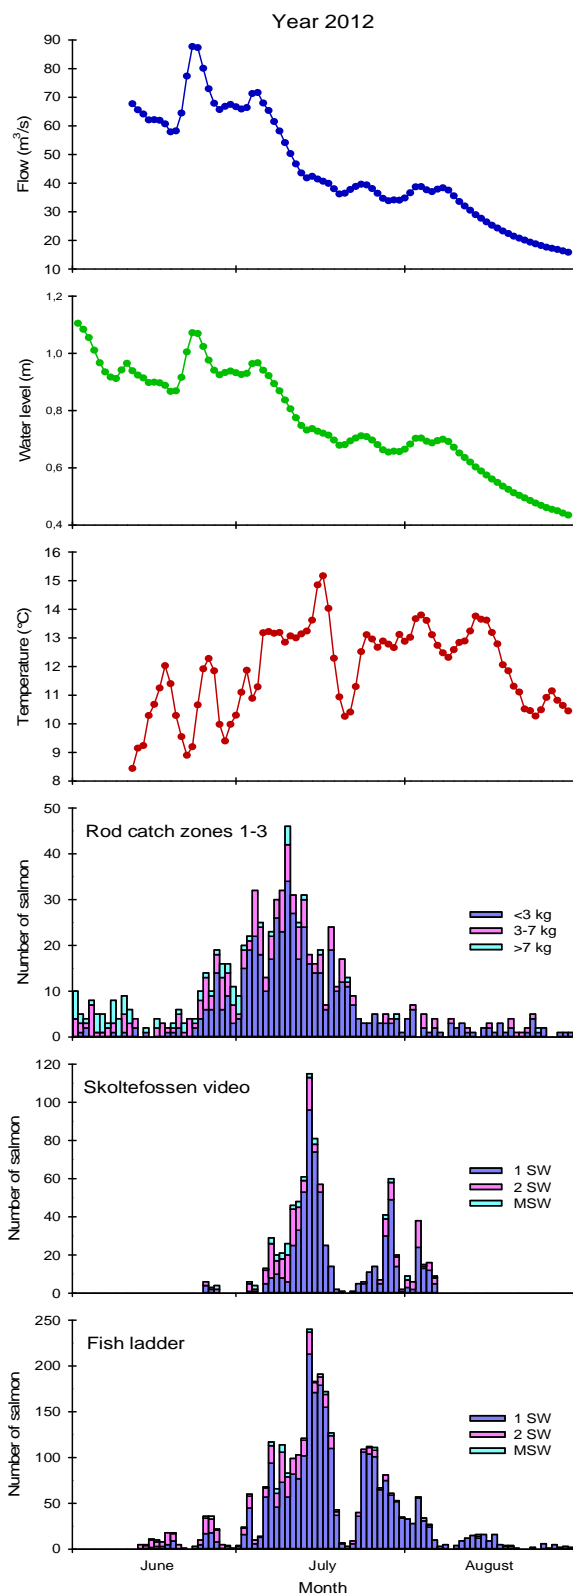 Year 2012
Flow (m³/s)
90
80
70
60
50
40
30
20
10
Water level (m)
1,2
1,0
0,8
0,6
0,4
Temperature (°C)
16
15
14
13
12
11
10
9
8
Rod catch zones 1-3
Number of salmon
50
40
30
20
10
0
<3 kg
3-7 kg
>7 kg
Skoltefossen video
Number of salmon
120
100
80
60
40
20
0
1 SW
2 SW
MSW
Fish ladder
Number of salmon
250
200
150
100
50
0
1 SW
2 SW
MSW
June July August
Month